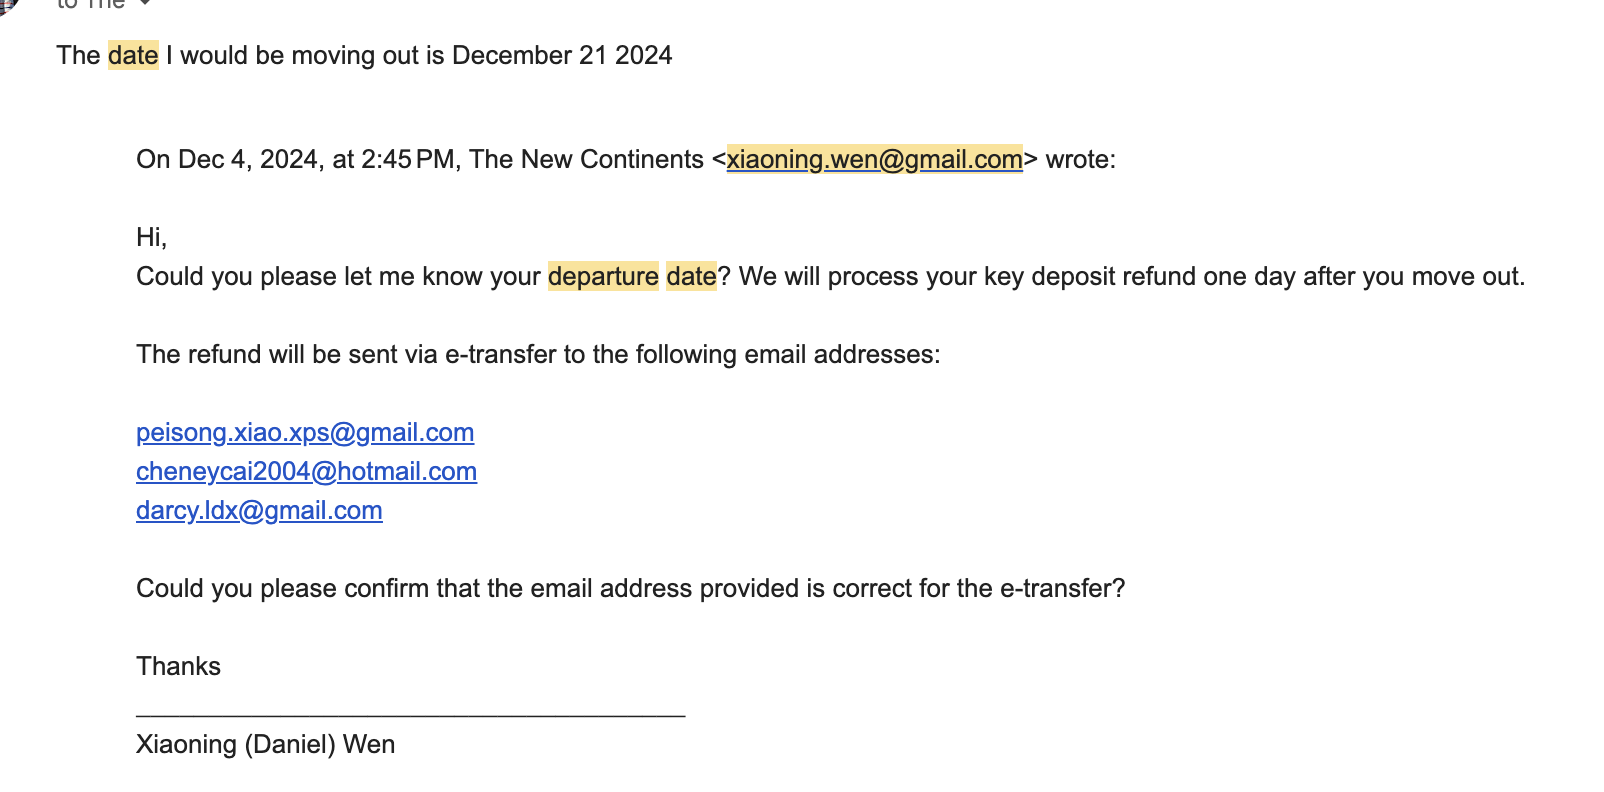 to The
The date I would be moving out is December 21 2024
On Dec 4, 2024, at 2:45 PM, The New Continents <xiaoning.wen@gmail.com> wrote:
Hi,
Could you please let me know your departure date? We will process your key deposit refund one day after you move out.
The refund will be sent via e-transfer to the following email addresses:
peisong.xiao.xps@gmail.com
cheneycai2004@hotmail.com
darcy.ldx@gmail.com
Could you please confirm that the email address provided is correct for the e-transfer?
Thanks
Xiaoning (Daniel) Wen